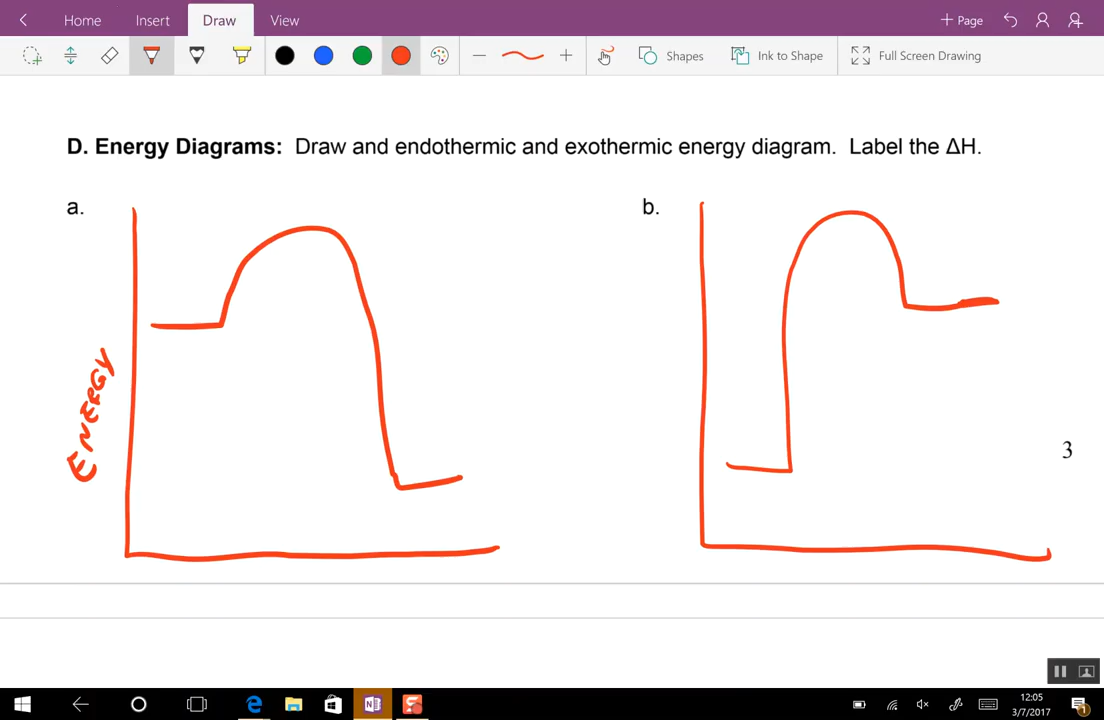 Home Insert Draw View + Page
Shapes Ink to Shape Full Screen Drawing
D. Energy Diagrams: Draw and endothermic and exothermic energy diagram. Label the ΔH.
a. b.
ENERGY
3
12:05
3/7/2017
1